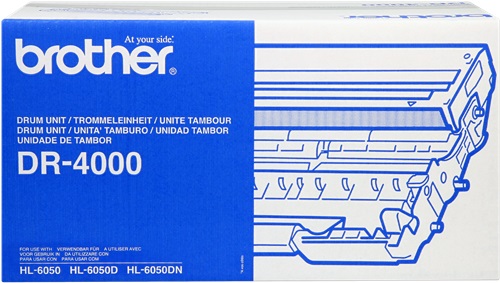 At your side.
brother®
DRUM UNIT / TROMMELEINHEIT / UNITE TAMBOUR
DRUM UNIT / UNITA' TAMBURO / UNIDAD TAMBOR
UNIDADE DE TAMBOR
DR-4000
FOR USE WITH VERWENDBAR FÜR A UTILISER AVEC
VOOR GEBRUIK IN DA UTILIZZARE CON
PARA USAR CON PARA USAR COM
HL-6050 HL-6050D HL-6050DN